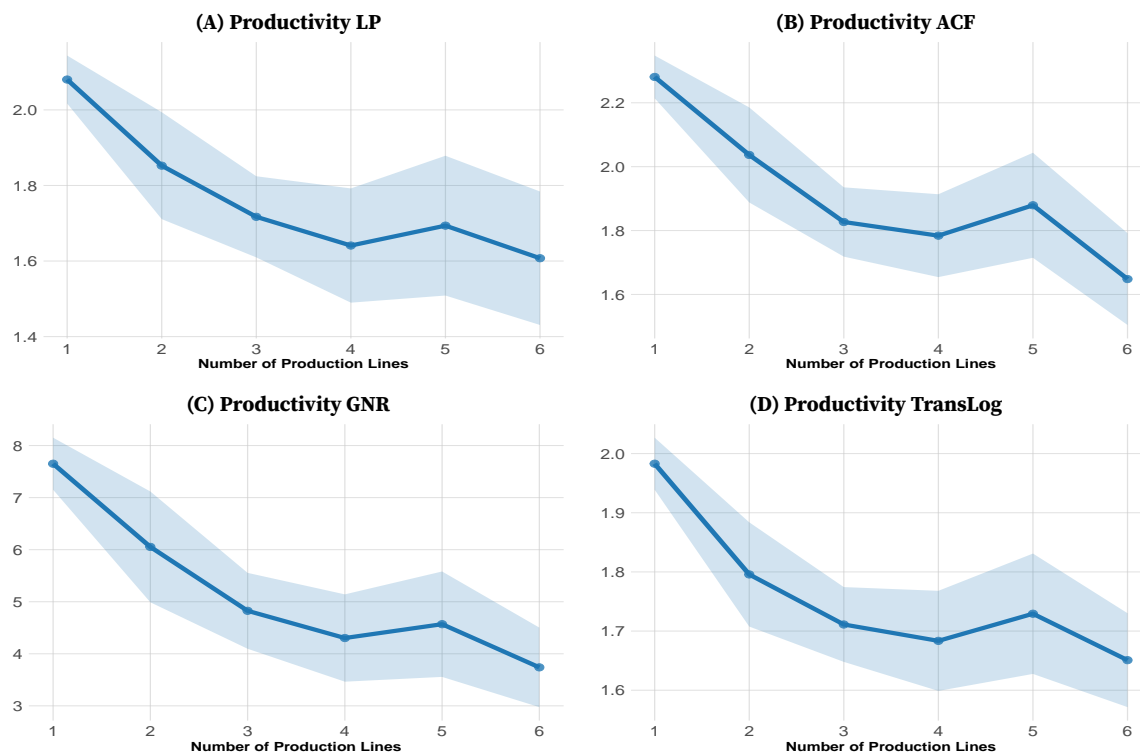 (A) Productivity LP
2.0
1.8
1.6
1.4
1 2 3 4 5 6
Number of Production Lines
(B) Productivity ACF
2.2
2.0
1.8
1.6
1 2 3 4 5 6
Number of Production Lines
(C) Productivity GNR
8
7
6
5
4
3
1 2 3 4 5 6
Number of Production Lines
(D) Productivity TransLog
2.0
1.9
1.8
1.7
1.6
1 2 3 4 5 6
Number of Production Lines